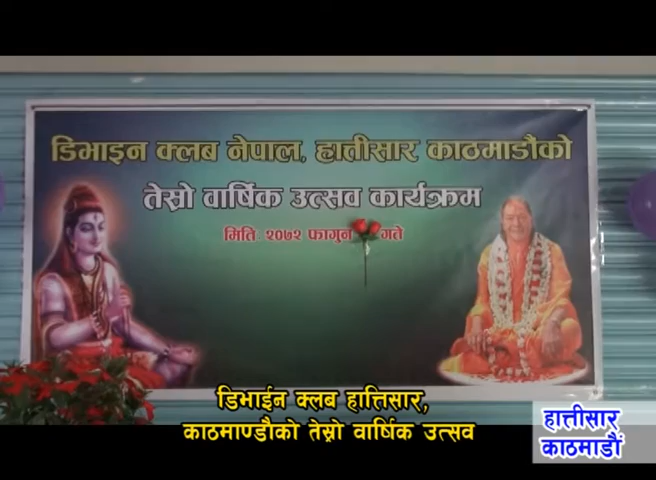 डिभाइन क्लब नेपाल, हात्तीसार काठमाडौंको
तेस्रो वार्षिक उत्सव कार्यक्रम
मिति: २०७२ फागुन गते
डिभाईन क्लब हात्तिसार,
काठमाण्डौको तेस्रो वार्षिक उत्सव
हात्तीसार
काठमाडौं